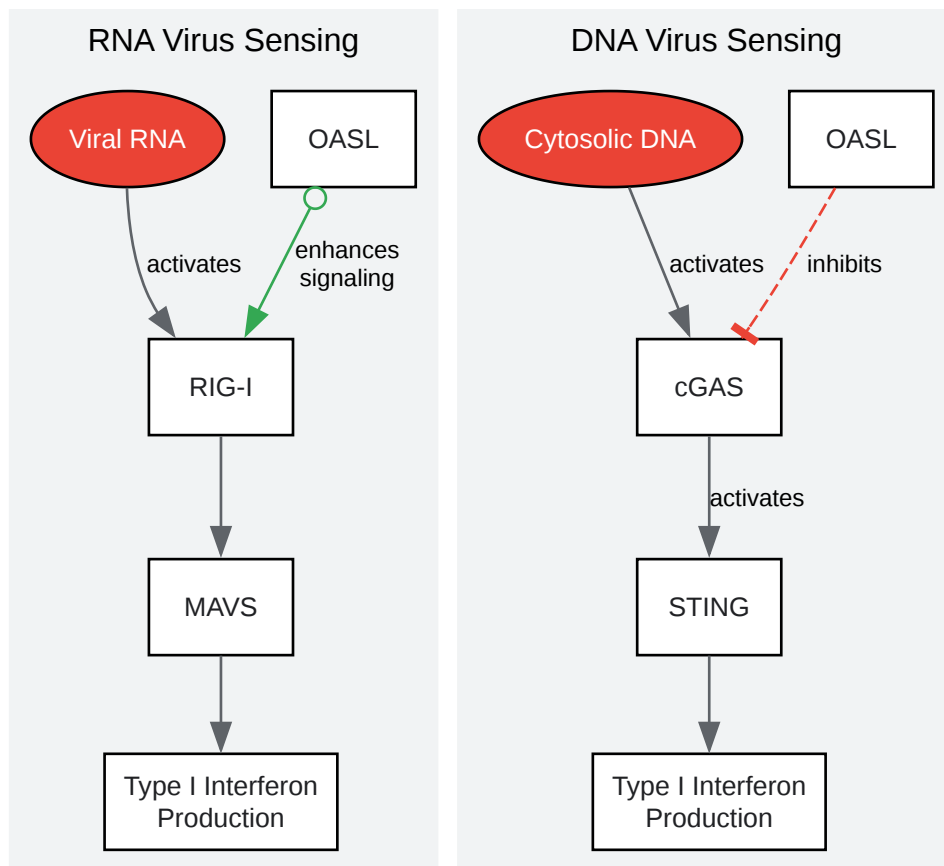 RNA Virus Sensing
Viral RNA
OASL
activates
enhances
signaling
RIG-I
MAVS
Type I Interferon
Production
DNA Virus Sensing
Cytosolic DNA
OASL
activates
inhibits
cGAS
activates
STING
Type I Interferon
Production